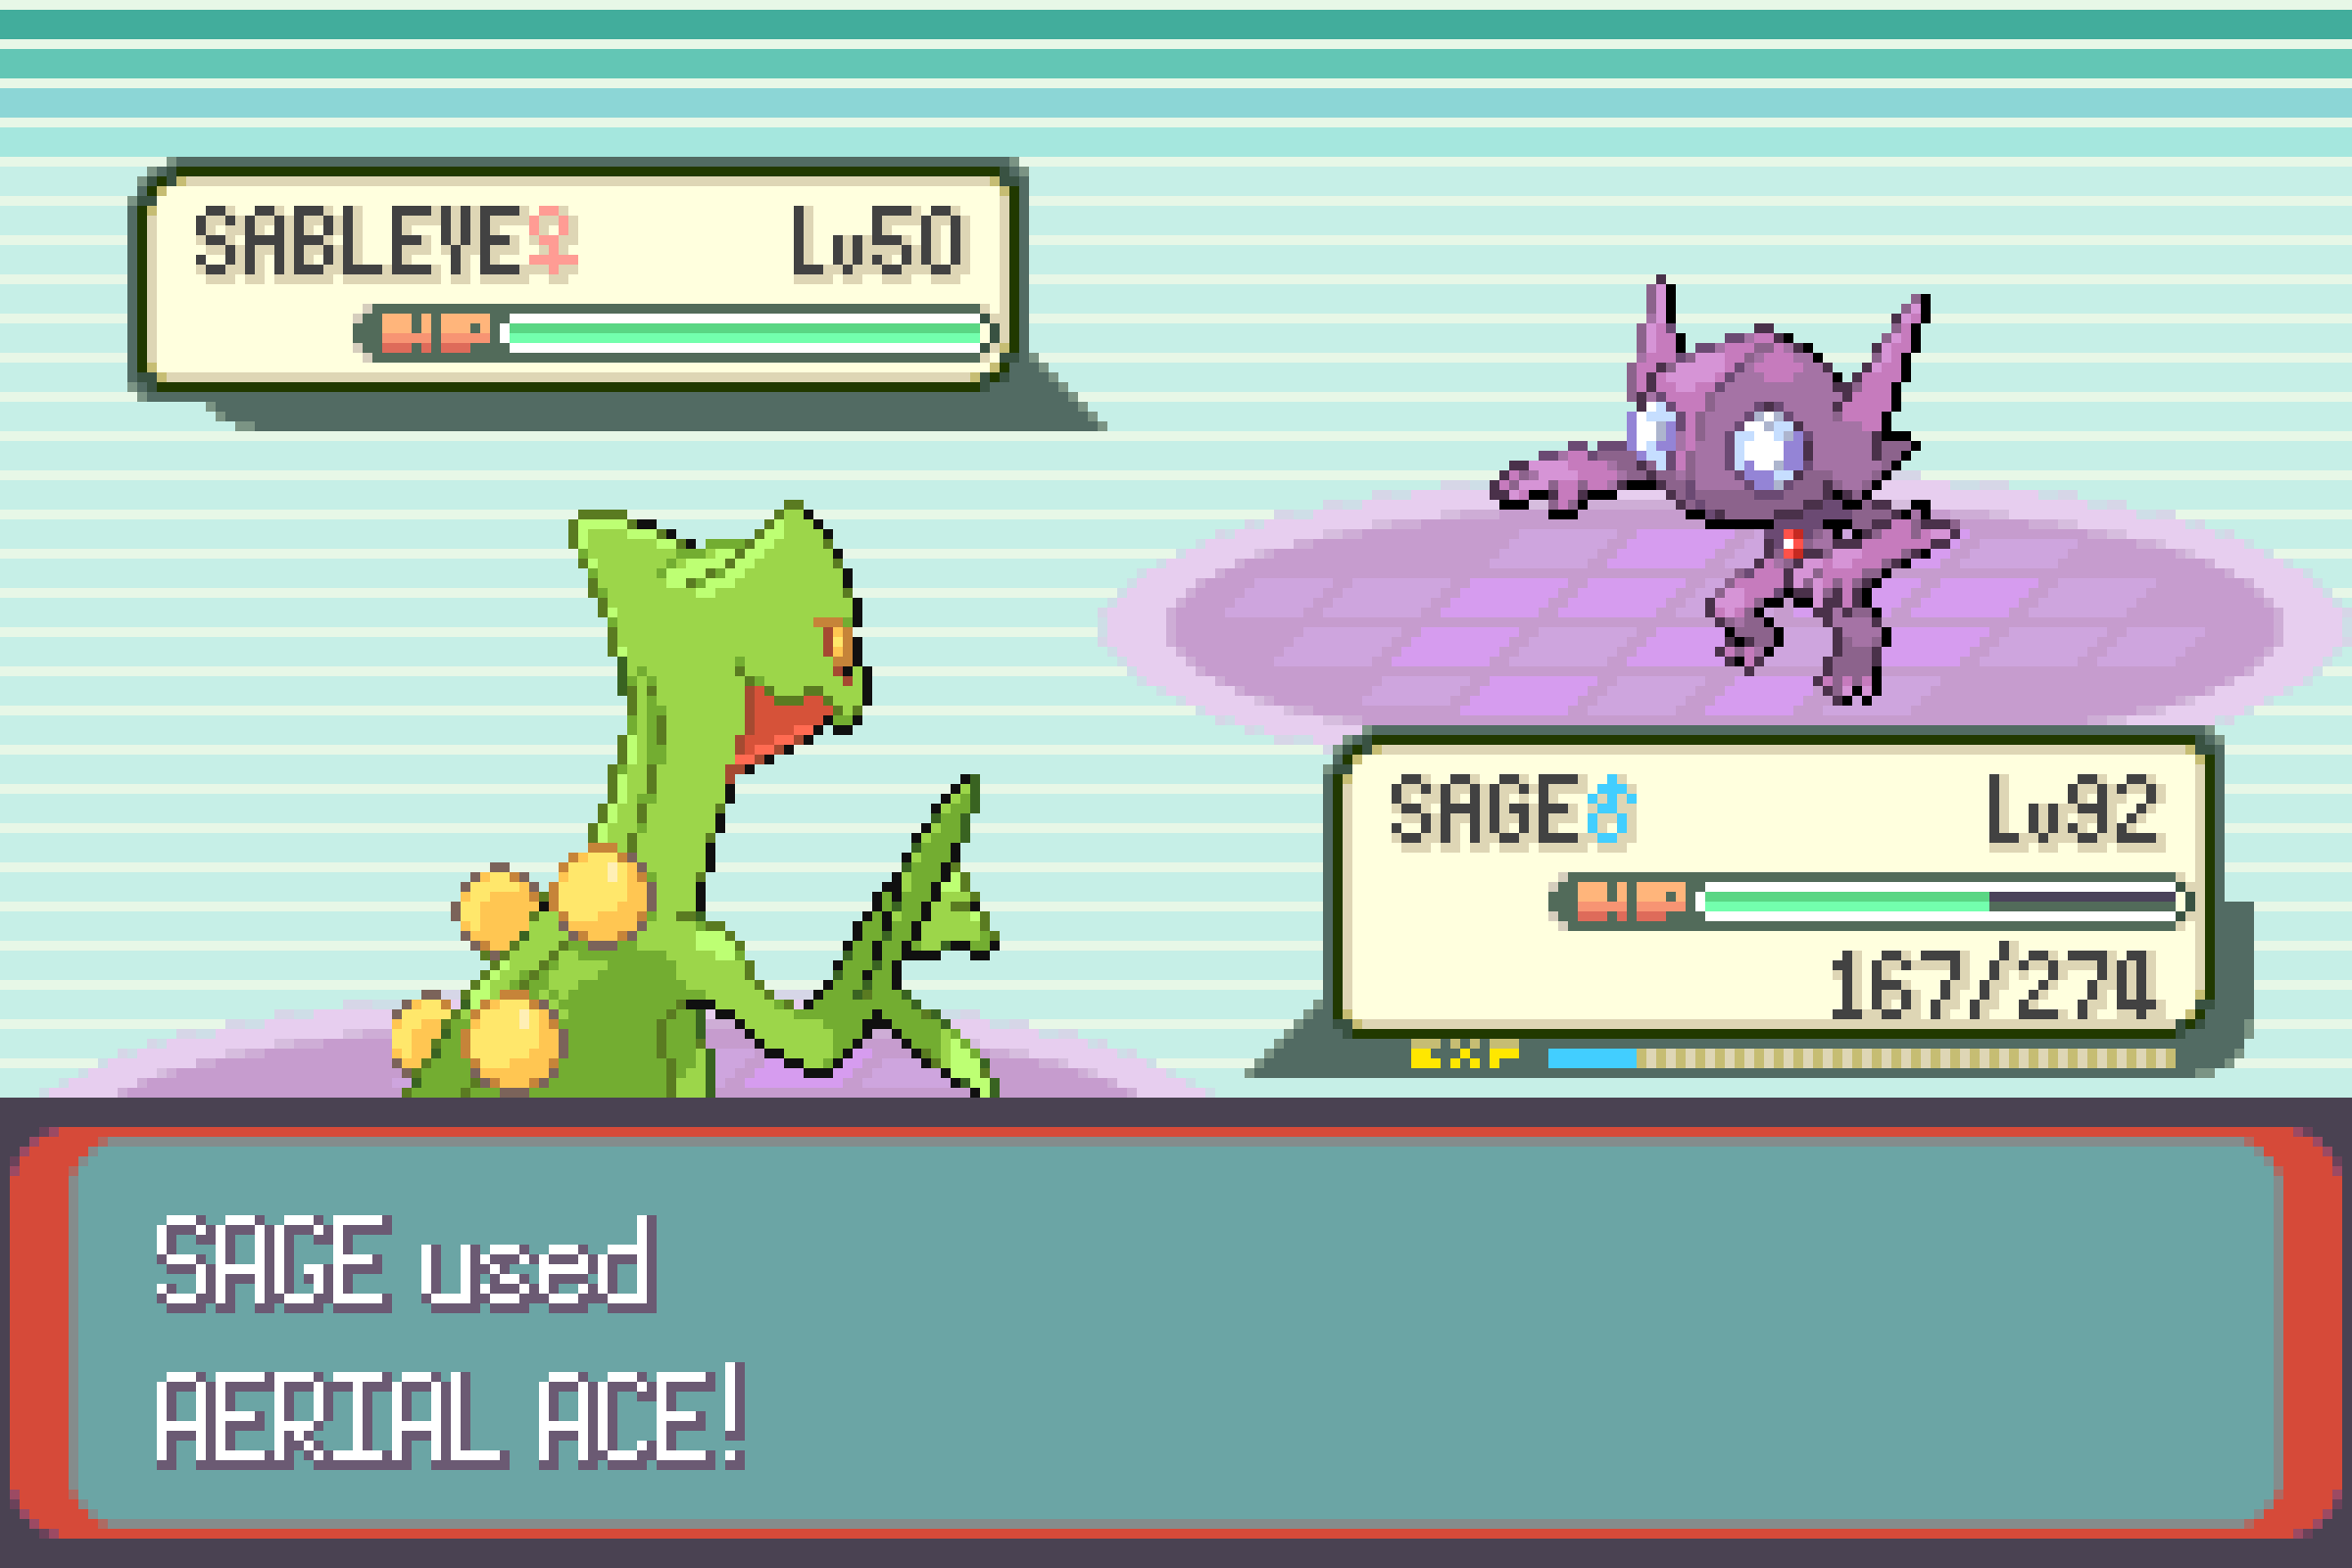 SABLEYE♀ Lv50
HP
SAGE♂ Lv92
HP
167/274
EXP
SAGE used
AERIAL ACE!